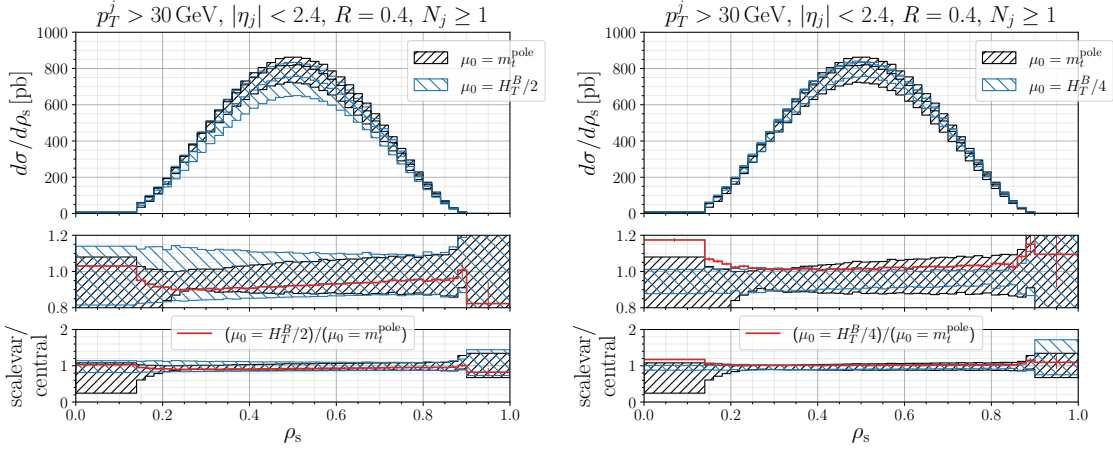 p_T^j > 30 GeV, |η_j| < 2.4, R = 0.4, N_j ≥ 1
dσ/dρ_s [pb]
1000
800
600
400
200
0
μ_0 = m_t^pole
μ_0 = H_T^B/2
1.2
1.0
0.8
scalevar/
central
2
1
0
(μ_0 = H_T^B/2)/(μ_0 = m_t^pole)
0.0 0.2 0.4 0.6 0.8 1.0
ρ_s
p_T^j > 30 GeV, |η_j| < 2.4, R = 0.4, N_j ≥ 1
dσ/dρ_s [pb]
1000
800
600
400
200
0
μ_0 = m_t^pole
μ_0 = H_T^B/4
1.2
1.0
0.8
scalevar/
central
2
1
0
(μ_0 = H_T^B/4)/(μ_0 = m_t^pole)
0.0 0.2 0.4 0.6 0.8 1.0
ρ_s